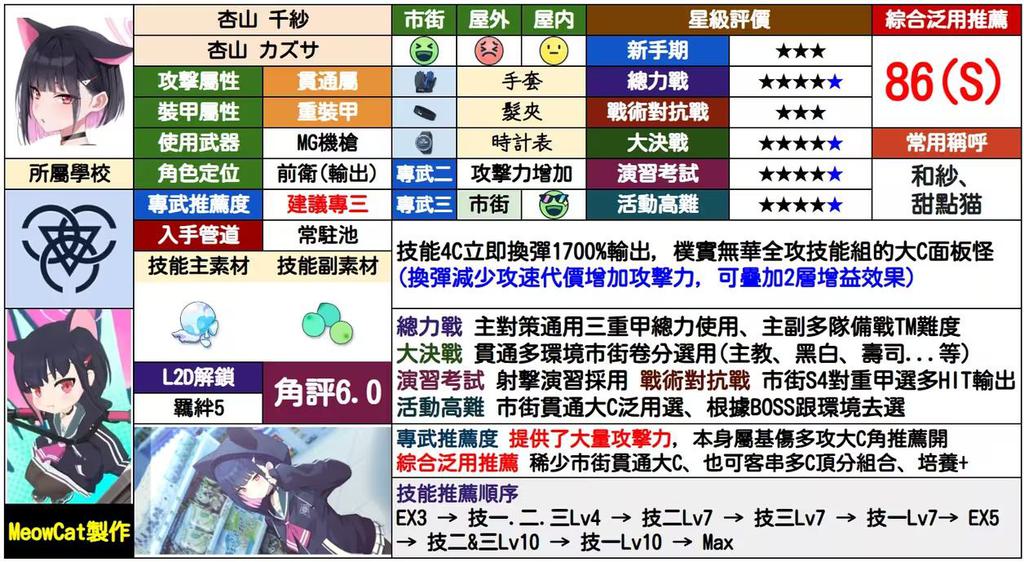 杏山 千紗
杏山 カズサ
攻擊屬性 貫通屬
裝甲屬性 重裝甲
使用武器 MG機槍
所屬學校
角色定位 前衛(輸出)
專武推薦度 建議專三
入手管道 常駐池
技能主素材 技能副素材
L2D解鎖
羈絆5
角評6.0
市街 屋外 屋内
手套
髮夾
時計表
專武二 攻擊力增加
專武三 市街
星級評價
新手期 ★★★
總力戰 ★★★★★
戰術對抗戰 ★★★
大決戰 ★★★★★
演習考試 ★★★★★
活動高難 ★★★★★
綜合泛用推薦
86(S)
常用稱呼
和紗、
甜點猫
技能4C立即換彈1700%輸出，樸實無華全攻技能組的大C面板怪
(換彈減少攻速代價增加攻擊力，可疊加2層增益效果)
總力戰 主對策通用三重甲總力使用、主副多隊備戰TM難度
大決戰 貫通多環境市街卷分選用(主教、黑白、壽司...等)
演習考試 射擊演習採用 戰術對抗戰 市街S4對重甲選多HIT輸出
活動高難 市街貫通大C泛用選、根據BOSS跟環境去選
專武推薦度 提供了大量攻擊力，本身屬基傷多攻大C角推薦開
綜合泛用推薦 稀少市街貫通大C、也可客串多C頂分組合、培養+
技能推薦順序
EX3 → 技一.二.三Lv4 → 技二Lv7 → 技三Lv7 → 技一Lv7→ EX5
→ 技二&三Lv10 → 技一Lv10 → Max
MeowCat製作